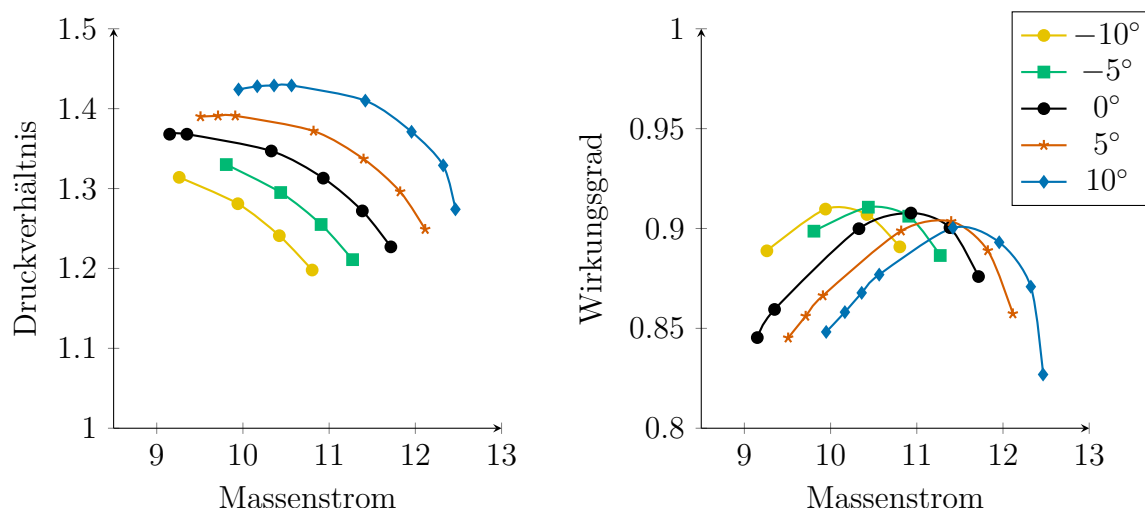 1.5
1.4
1.3
1.2
1.1
1
Druckverhältnis
9 10 11 12 13
Massenstrom
1
0.95
0.9
0.85
0.8
Wirkungsgrad
9 10 11 12 13
Massenstrom
−10°
−5°
0°
5°
10°